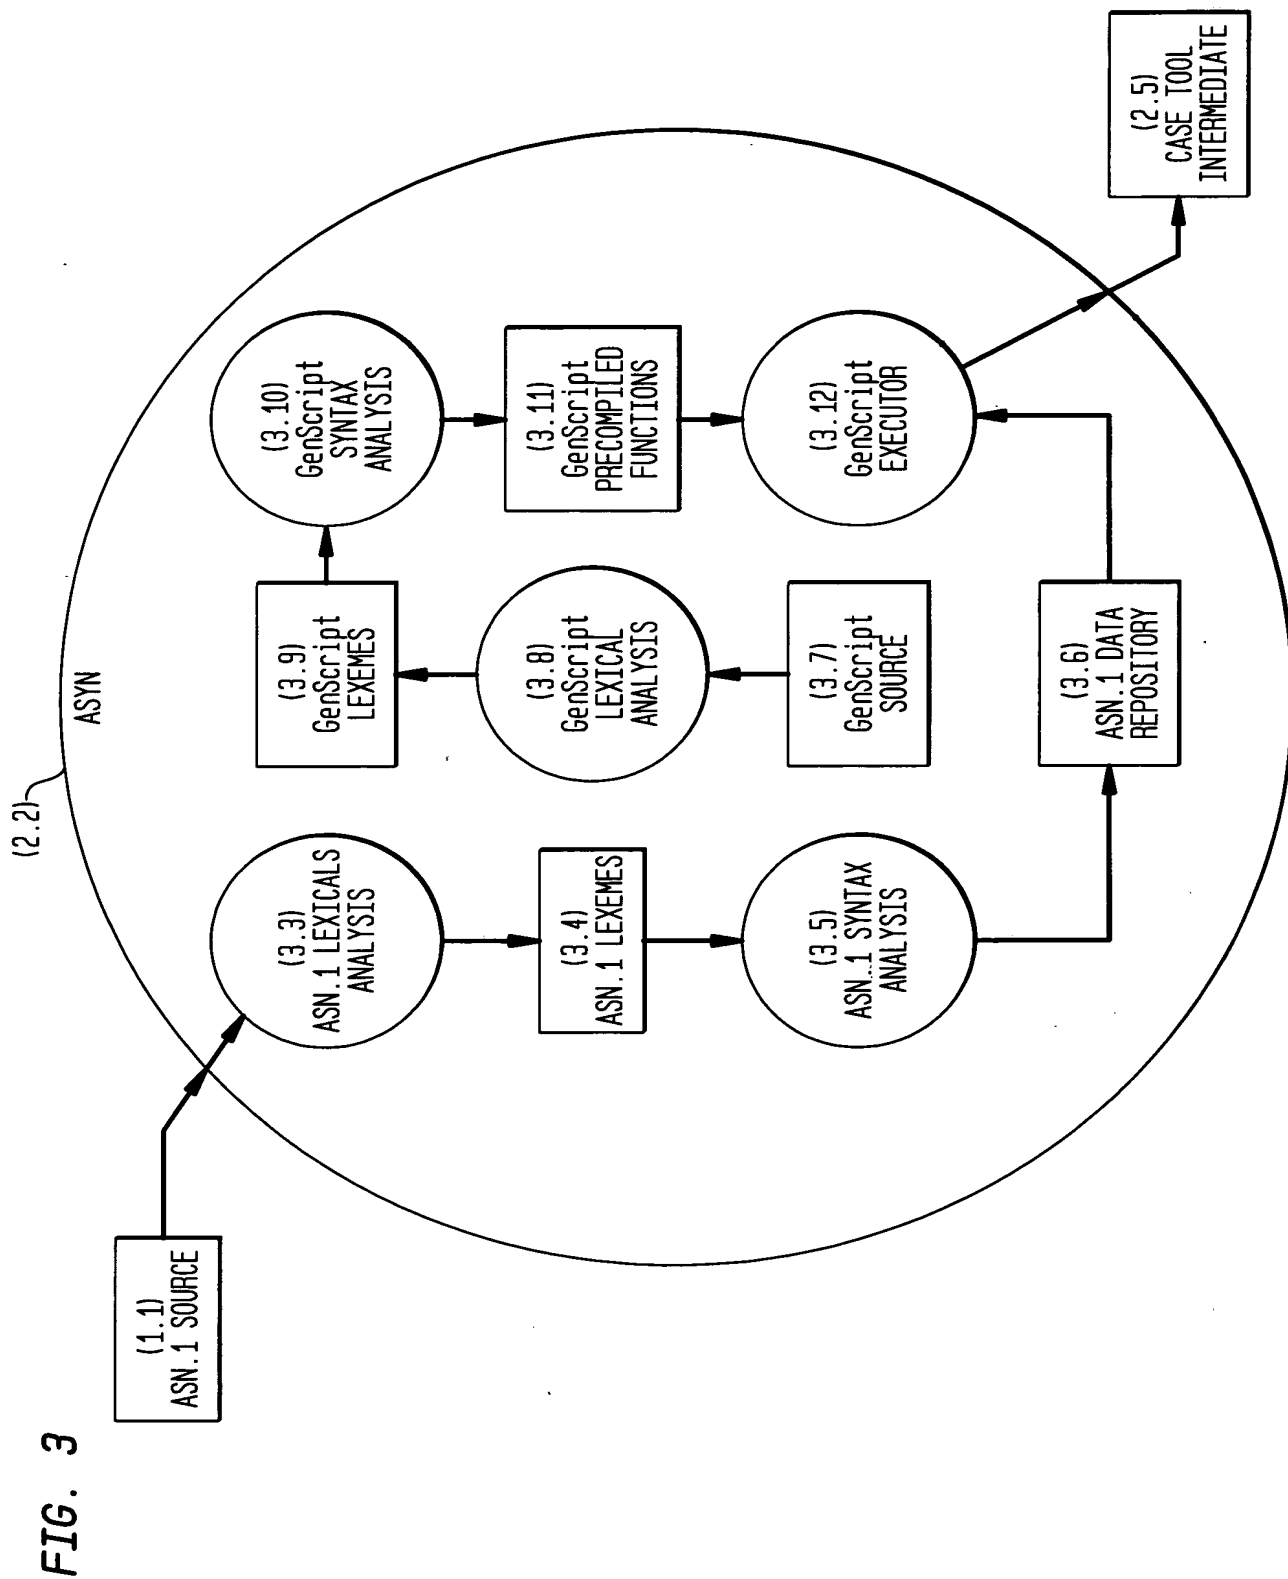 FIG. 3
(2.2)
ASYN
(1.1)
ASN.1 SOURCE
(3.3)
ASN.1 LEXICALS
ANALYSIS
(3.4)
ASN.1 LEXEMES
(3.5)
ASN.1 SYNTAX
ANALYSIS
(3.6)
ASN.1 DATA
REPOSITORY
(3.7)
GenScript
SOURCE
(3.8)
GenScript
LEXICAL
ANALYSIS
(3.9)
GenScript
LEXEMES
(3.10)
GenScript
SYNTAX
ANALYSIS
(3.11)
GenScript
PRECOMPILED
FUNCTIONS
(3.12)
GenScript
EXECUTOR
(2.5)
CASE TOOL
INTERMEDIATE